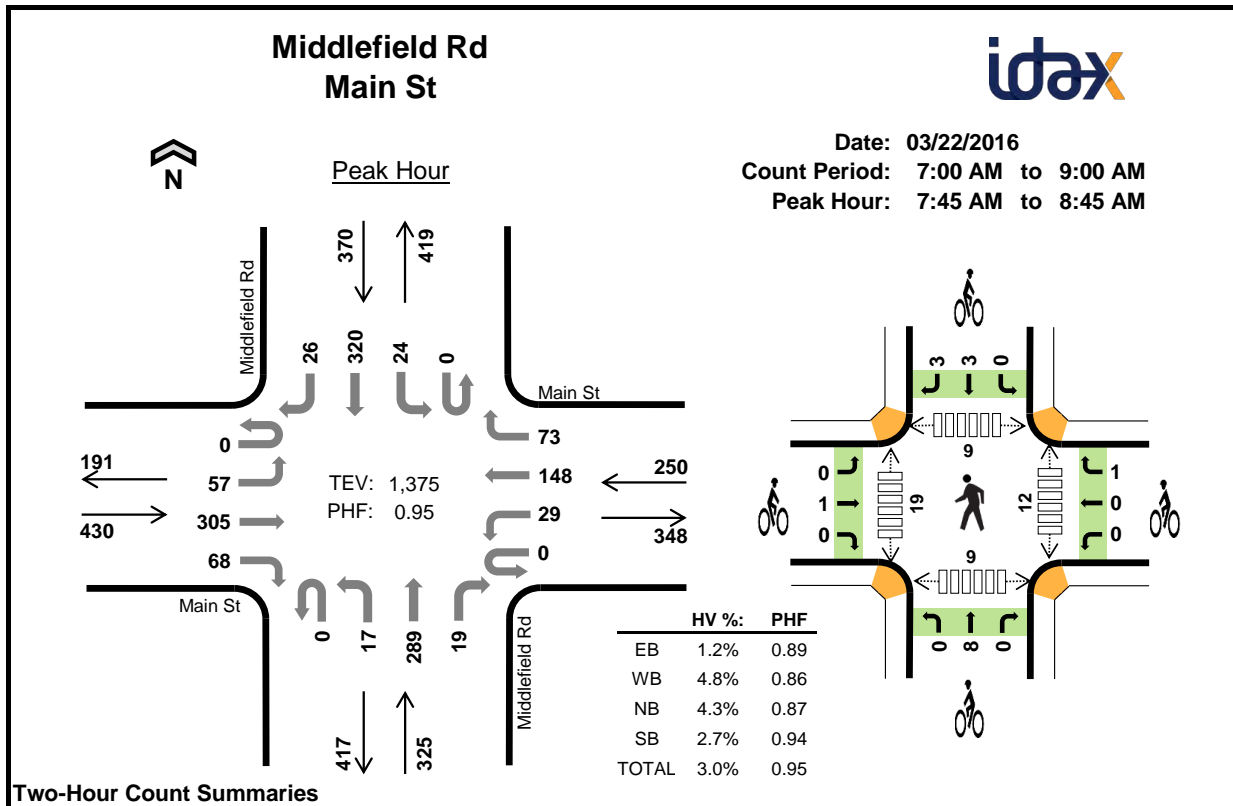 Middlefield Rd
Main St
idax
Date: 03/22/2016
Count Period: 7:00 AM to 9:00 AM
Peak Hour: 7:45 AM to 8:45 AM
N
Peak Hour
370
419
Middlefield Rd
26
320
24
0
Main St
0
57
305
68
191
430
TEV: 1,375
PHF: 0.95
73
148
29
0
250
348
Main St
0
17
289
19
Middlefield Rd
417
325
HV %: PHF
EB 1.2% 0.89
WB 4.8% 0.86
NB 4.3% 0.87
SB 2.7% 0.94
TOTAL 3.0% 0.95
3
3
0
9
0
1
0
19
12
1
0
0
9
0
8
0
Two-Hour Count Summaries